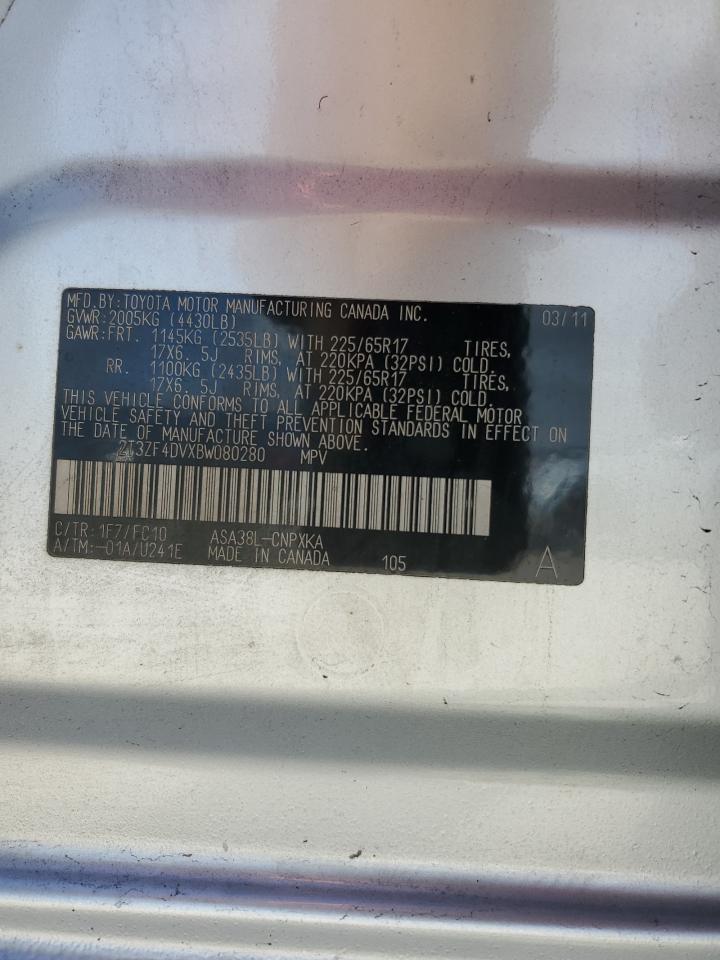 MFD. BY: TOYOTA MOTOR MANUFACTURING CANADA INC. 03/11
GVWR: 2005KG (4430LB)
GAWR: FRT. 1145KG (2535LB) WITH 225/65R17 TIRES,
17X6. 5J RIMS, AT 220KPA (32PSI) COLD.
RR. 1100KG (2435LB) WITH 225/65R17 TIRES,
17X6. 5J RIMS, AT 220KPA (32PSI) COLD.
THIS VEHICLE CONFORMS TO ALL APPLICABLE FEDERAL MOTOR
VEHICLE SAFETY AND THEFT PREVENTION STANDARDS IN EFFECT ON
THE DATE OF MANUFACTURE SHOWN ABOVE.
2T3ZF4DVXBW080280 MPV
C/TR: 1F7/FC10 ASA38L-CNPXKA
A/TM: -01A/U241E MADE IN CANADA 105 A